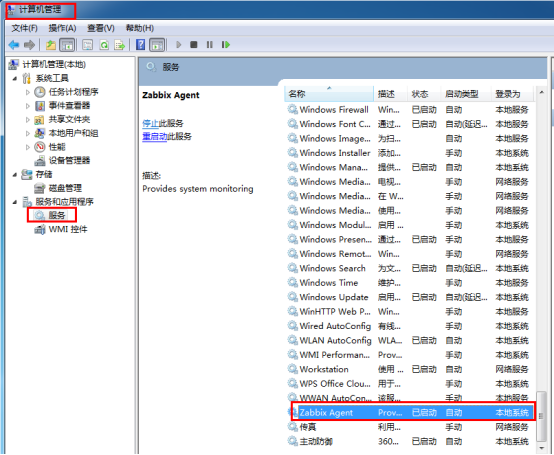 计算机管理
文件(F) 操作(A) 查看(V) 帮助(H)
计算机管理(本地)
系统工具
任务计划程序
事件查看器
共享文件夹
本地用户和组
性能
设备管理器
存储
磁盘管理
服务和应用程序
服务
WMI 控件
服务
Zabbix Agent
停止此服务
重启动此服务
描述:
Provides system monitoring
名称 描述 状态 启动类型 登录为
Windows Firewall Win... 已启动 自动 本地服务
Windows Font C... 通过... 已启动 自动(延迟... 本地服务
Windows Image... 为扫... 自动 本地服务
Windows Installer 添加... 手动 本地系统
Windows Mana... 提供... 已启动 自动 本地系统
Windows Media... 电视... 手动 网络服务
Windows Media... 在 W... 手动 网络服务
Windows Media... 使用... 手动 网络服务
Windows Modul... 启用 ... 手动 本地系统
Windows Presen... 通过... 已启动 手动 本地服务
Windows Remot... Win... 手动 网络服务
Windows Search 为文... 已启动 自动(延迟... 本地系统
Windows Time 维护... 手动 本地服务
Windows Update 启用... 已启动 自动(延迟... 本地系统
WinHTTP Web P... Win... 手动 本地服务
Wired AutoConfig 有线... 手动 本地系统
WLAN AutoConfig WLA... 已启动 自动 本地系统
WMI Performan... Prov... 手动 本地系统
Workstation 使用 ... 已启动 自动 网络服务
WPS Office Clou... 用于... 手动 本地系统
WWAN AutoCon... 该服... 手动 本地服务
Zabbix Agent Prov... 已启动 自动 本地系统
传真 利用... 手动 网络服务
主动防御 360... 已启动 自动 本地系统